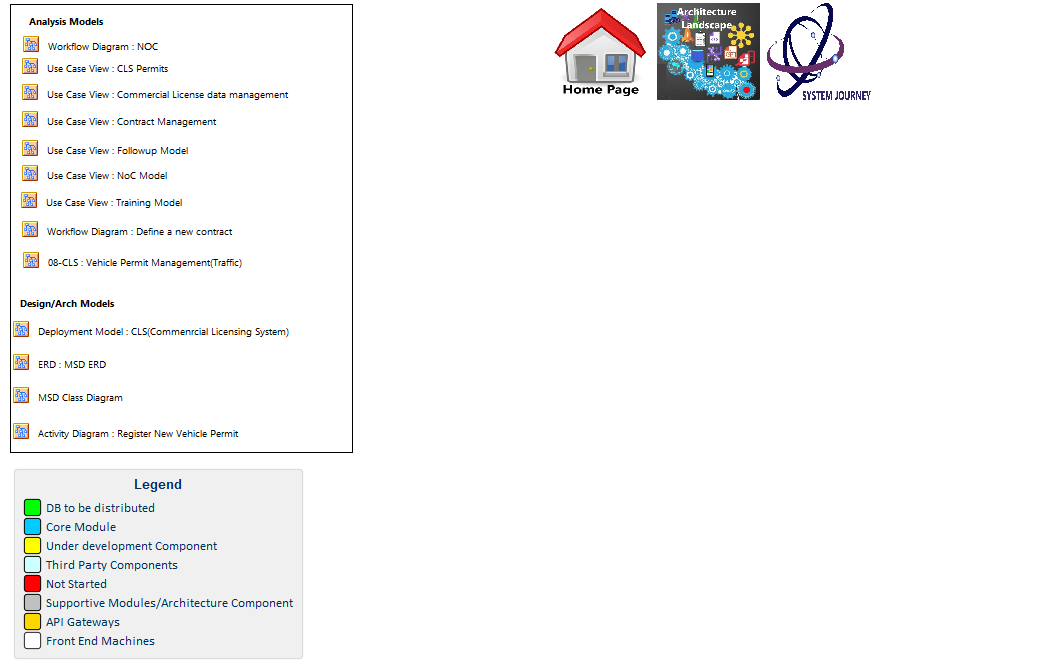 Analysis Models
Workflow Diagram : NOC
Use Case View : CLS Permits
Use Case View : Commercial License data management
Use Case View : Contract Management
Use Case View : Followup Model
Use Case View : NoC Model
Use Case View : Training Model
Workflow Diagram : Define a new contract
08-CLS : Vehicle Permit Management(Traffic)
Design/Arch Models
Deployment Model : CLS(Commenrcial Licensing System)
ERD : MSD ERD
MSD Class Diagram
Activity Diagram : Register New Vehicle Permit
Legend
DB to be distributed
Core Module
Under development Component
Third Party Components
Not Started
Supportive Modules/Architecture Component
API Gateways
Front End Machines
Home Page
Architecture
Landscape
SYSTEM JOURNEY